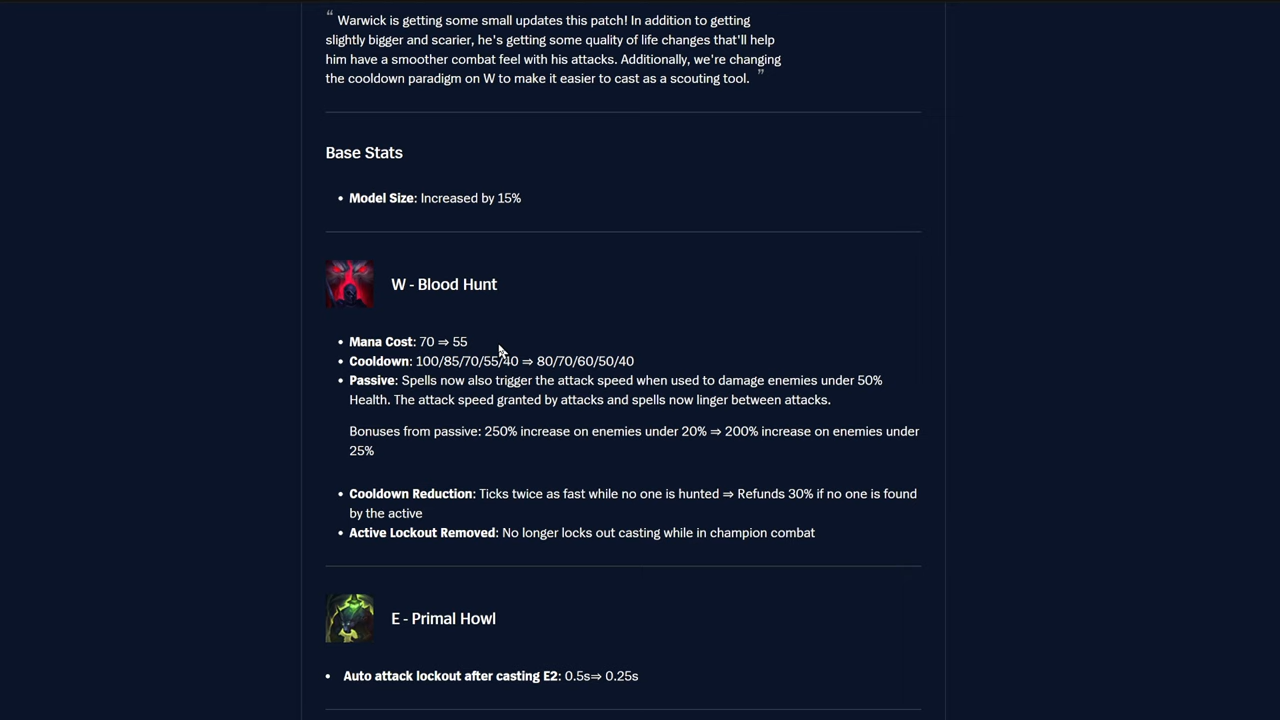 “ Warwick is getting some small updates this patch! In addition to getting
slightly bigger and scarier, he's getting some quality of life changes that'll help
him have a smoother combat feel with his attacks. Additionally, we're changing
the cooldown paradigm on W to make it easier to cast as a scouting tool. ”
Base Stats
• Model Size: Increased by 15%
W - Blood Hunt
• Mana Cost: 70 ⇒ 55
• Cooldown: 100/85/70/55/40 ⇒ 80/70/60/50/40
• Passive: Spells now also trigger the attack speed when used to damage enemies under 50%
Health. The attack speed granted by attacks and spells now linger between attacks.
Bonuses from passive: 250% increase on enemies under 20% ⇒ 200% increase on enemies under
25%
• Cooldown Reduction: Ticks twice as fast while no one is hunted ⇒ Refunds 30% if no one is found
by the active
• Active Lockout Removed: No longer locks out casting while in champion combat
E - Primal Howl
• Auto attack lockout after casting E2: 0.5s⇒ 0.25s